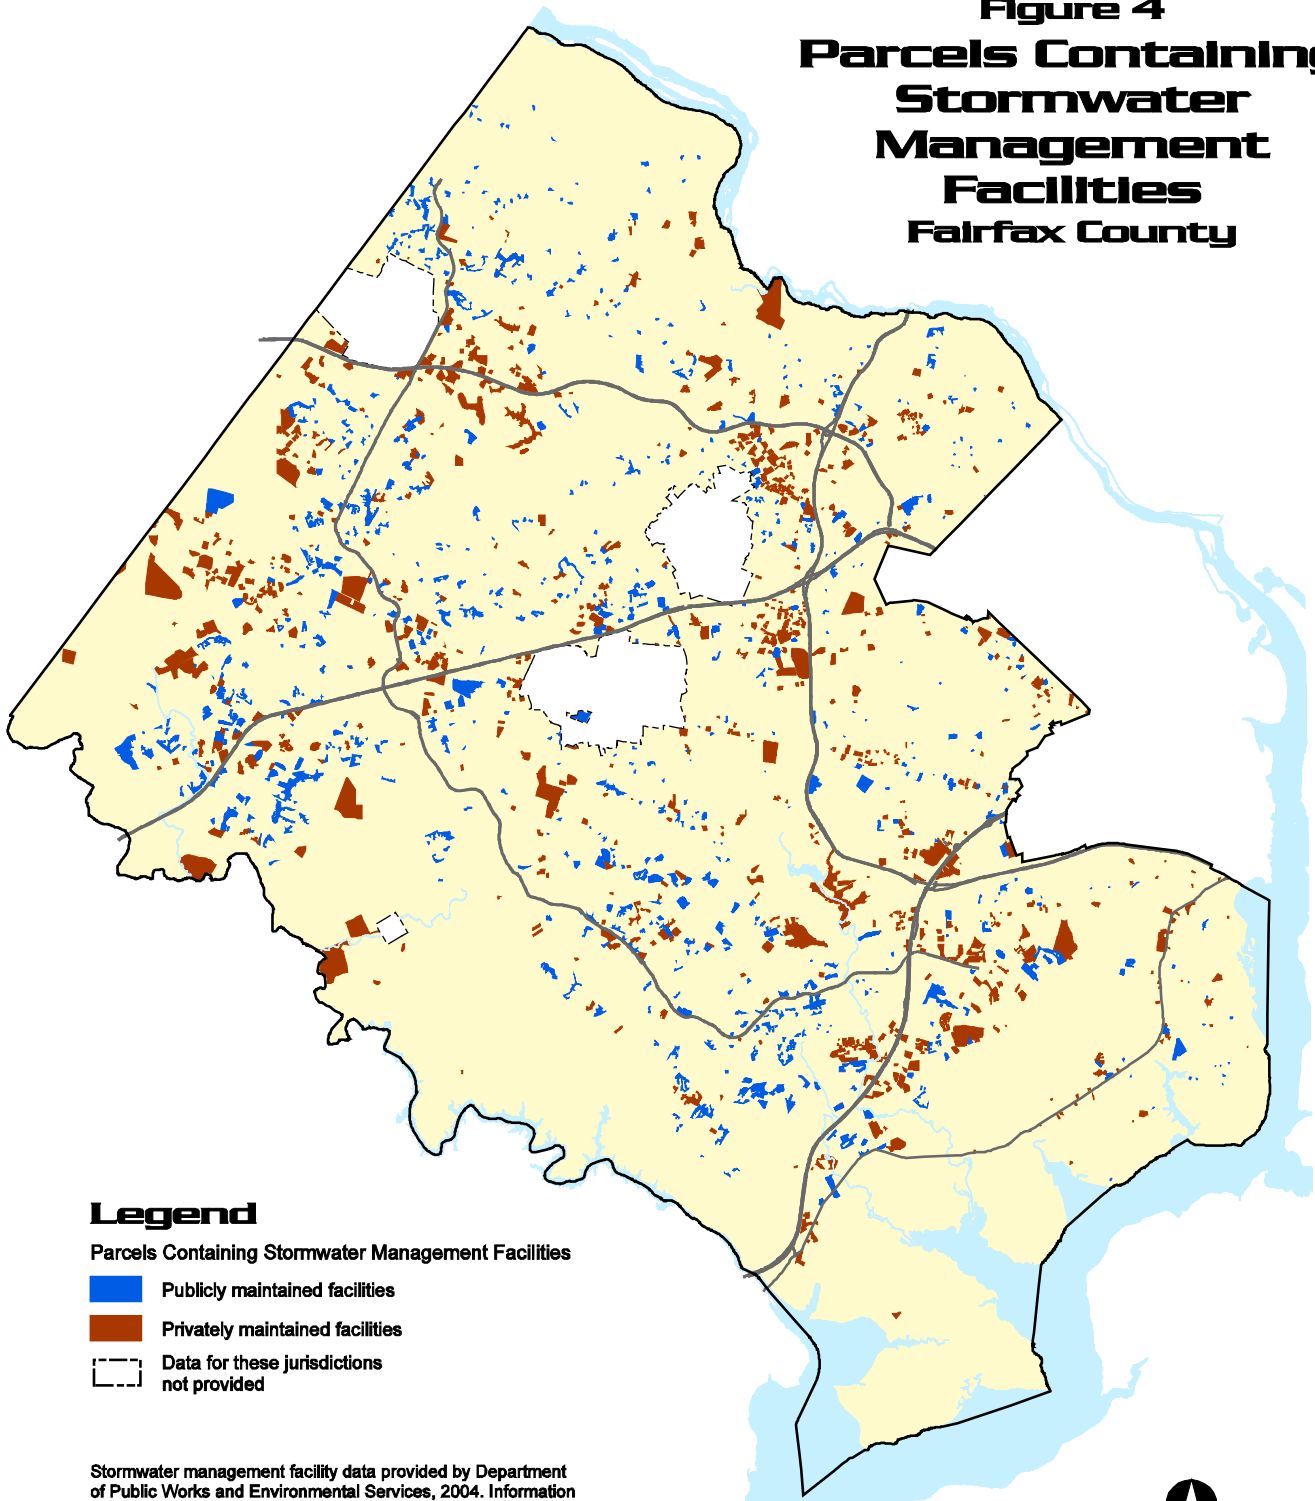 Figure 4
Parcels Containing
Stormwater
Management
Facilities
Fairfax County
Legend
Parcels Containing Stormwater Management Facilities
Publicly maintained facilities
Privately maintained facilities
Data for these jurisdictions
not provided
Stormwater management facility data provided by Department
of Public Works and Environmental Services, 2004. Information